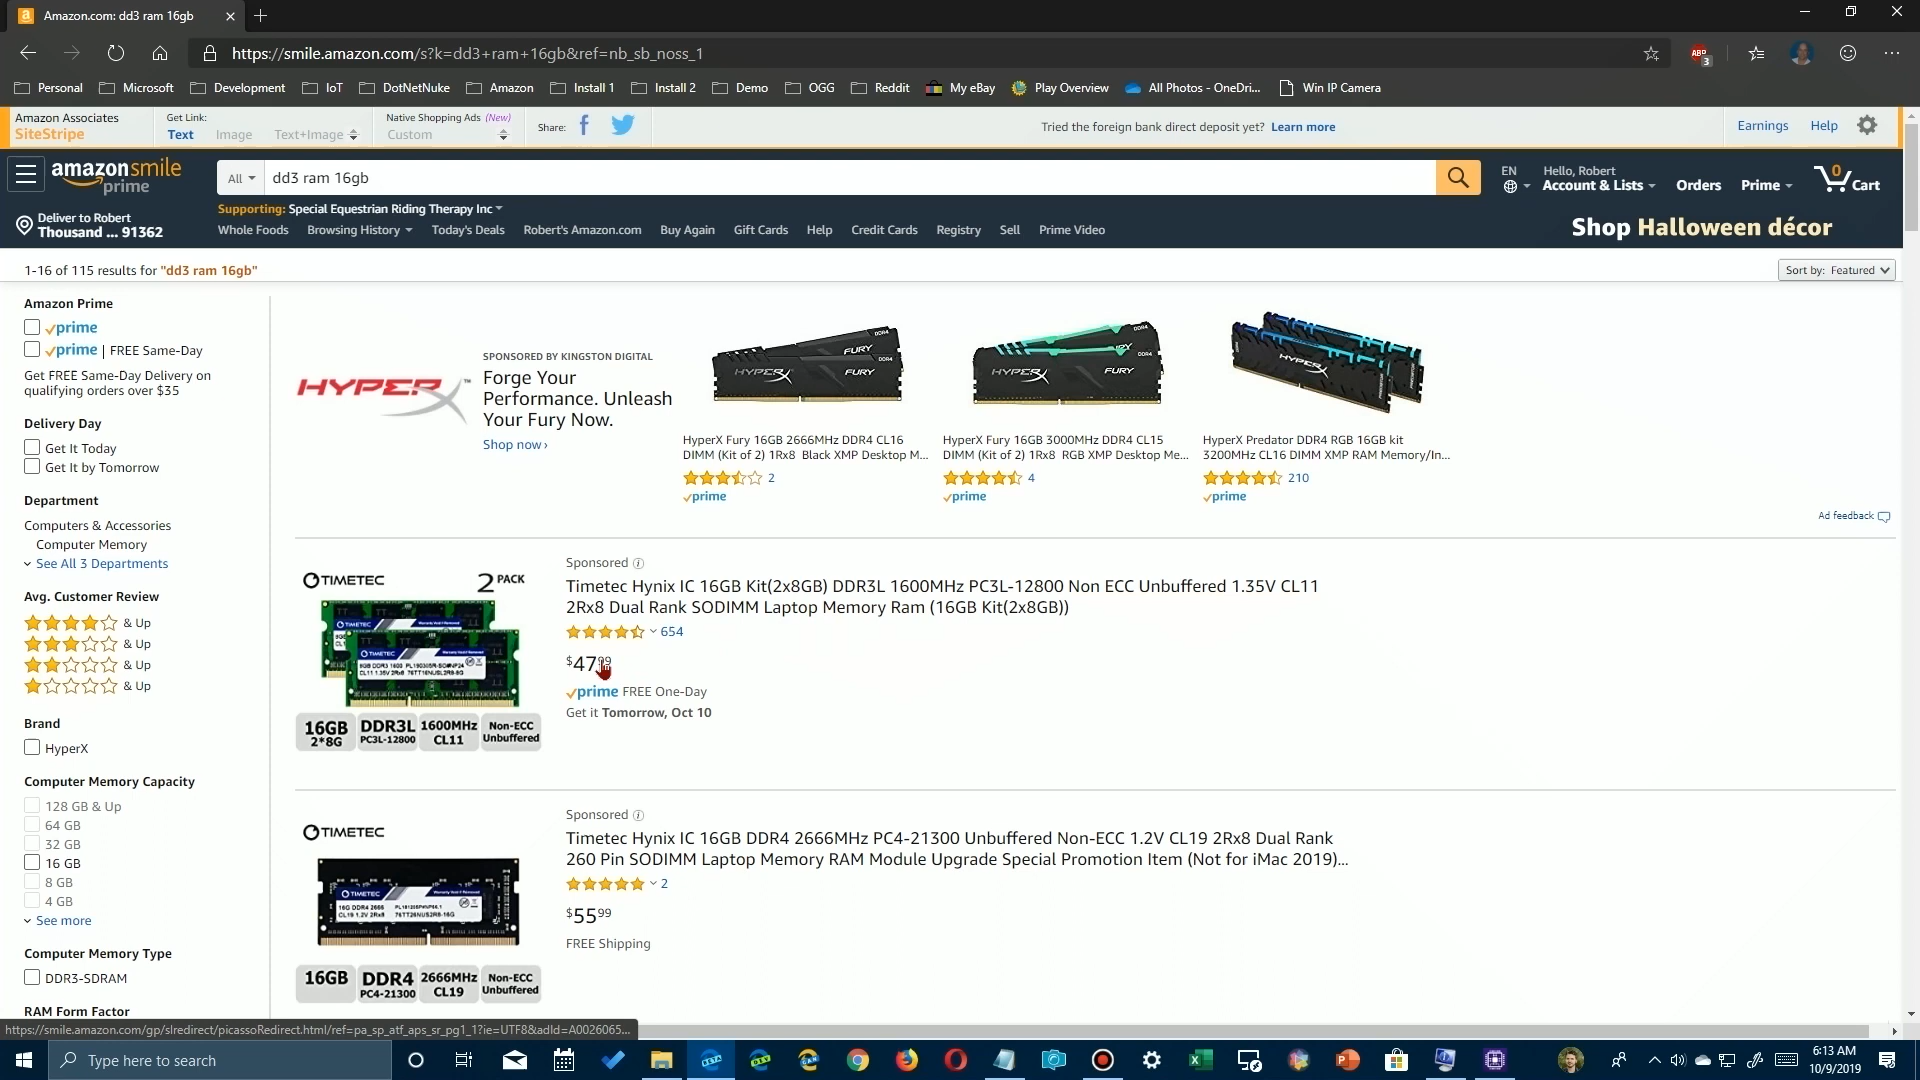 Amazon.com: dd3 ram 16gb
https://smile.amazon.com/s?k=dd3+ram+16gb&ref=nb_sb_noss_1
ABP
3
Personal Microsoft Development IoT DotNetNuke Amazon Install 1 Install 2 Demo OGG Reddit My eBay Play Overview All Photos - OneDri... Win IP Camera
Amazon Associates
SiteStripe
Get Link:
Text Image Text+Image
Native Shopping Ads (New)
Custom
Share:
Tried the foreign bank direct deposit yet? Learn more
Earnings Help
amazonsmile
prime
All
dd3 ram 16gb
EN
Hello, Robert
Account & Lists
Orders
Prime
0
Cart
Deliver to Robert
Thousand ... 91362
Supporting: Special Equestrian Riding Therapy Inc
Whole Foods Browsing History Today's Deals Robert's Amazon.com Buy Again Gift Cards Help Credit Cards Registry Sell Prime Video
Shop Halloween décor
1-16 of 115 results for "dd3 ram 16gb"
Sort by: Featured
Amazon Prime
prime
prime | FREE Same-Day
Get FREE Same-Day Delivery on
qualifying orders over $35
Delivery Day
Get It Today
Get It by Tomorrow
Department
Computers & Accessories
Computer Memory
See All 3 Departments
Avg. Customer Review
& Up
& Up
& Up
& Up
Brand
HyperX
Computer Memory Capacity
128 GB & Up
64 GB
32 GB
16 GB
8 GB
4 GB
See more
Computer Memory Type
DDR3-SDRAM
RAM Form Factor
HYPERX
SPONSORED BY KINGSTON DIGITAL
Forge Your
Performance. Unleash
Your Fury Now.
Shop now ›
HyperX Fury 16GB 2666MHz DDR4 CL16
DIMM (Kit of 2) 1Rx8 Black XMP Desktop M...
2
prime
HyperX Fury 16GB 3000MHz DDR4 CL15
DIMM (Kit of 2) 1Rx8 RGB XMP Desktop Me...
4
prime
HyperX Predator DDR4 RGB 16GB kit
3200MHz CL16 DIMM XMP RAM Memory/In...
210
prime
Ad feedback
TIMETEC
2 PACK
16GB
2*8G
DDR3L
PC3L-12800
1600MHz
CL11
Non-ECC
Unbuffered
Sponsored
Timetec Hynix IC 16GB Kit(2x8GB) DDR3L 1600MHz PC3L-12800 Non ECC Unbuffered 1.35V CL11
2Rx8 Dual Rank SODIMM Laptop Memory Ram (16GB Kit(2x8GB))
654
$47 99
prime FREE One-Day
Get it Tomorrow, Oct 10
TIMETEC
16GB
DDR4
PC4-21300
2666MHz
CL19
Non-ECC
Unbuffered
Sponsored
Timetec Hynix IC 16GB DDR4 2666MHz PC4-21300 Unbuffered Non-ECC 1.2V CL19 2Rx8 Dual Rank
260 Pin SODIMM Laptop Memory RAM Module Upgrade Special Promotion Item (Not for iMac 2019)...
2
$55 99
FREE Shipping
https://smile.amazon.com/gp/slredirect/picassoRedirect.html/ref=pa_sp_atf_aps_sr_pg1_1?ie=UTF8&adId=A0026065...
Type here to search
6:13 AM
10/9/2019